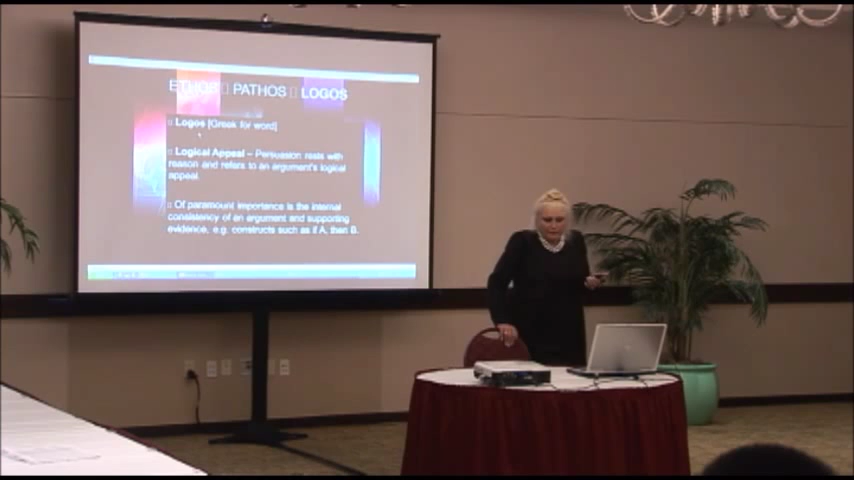 ETHOS ▯ PATHOS ▯ LOGOS
▯ Logos [Greek for word]
▯ Logical Appeal – Persuasion rests with
reason and refers to an argument's logical
appeal.
▯ Of paramount importance is the internal
consistency of an argument and supporting
evidence, e.g. constructs such as if A, then B.